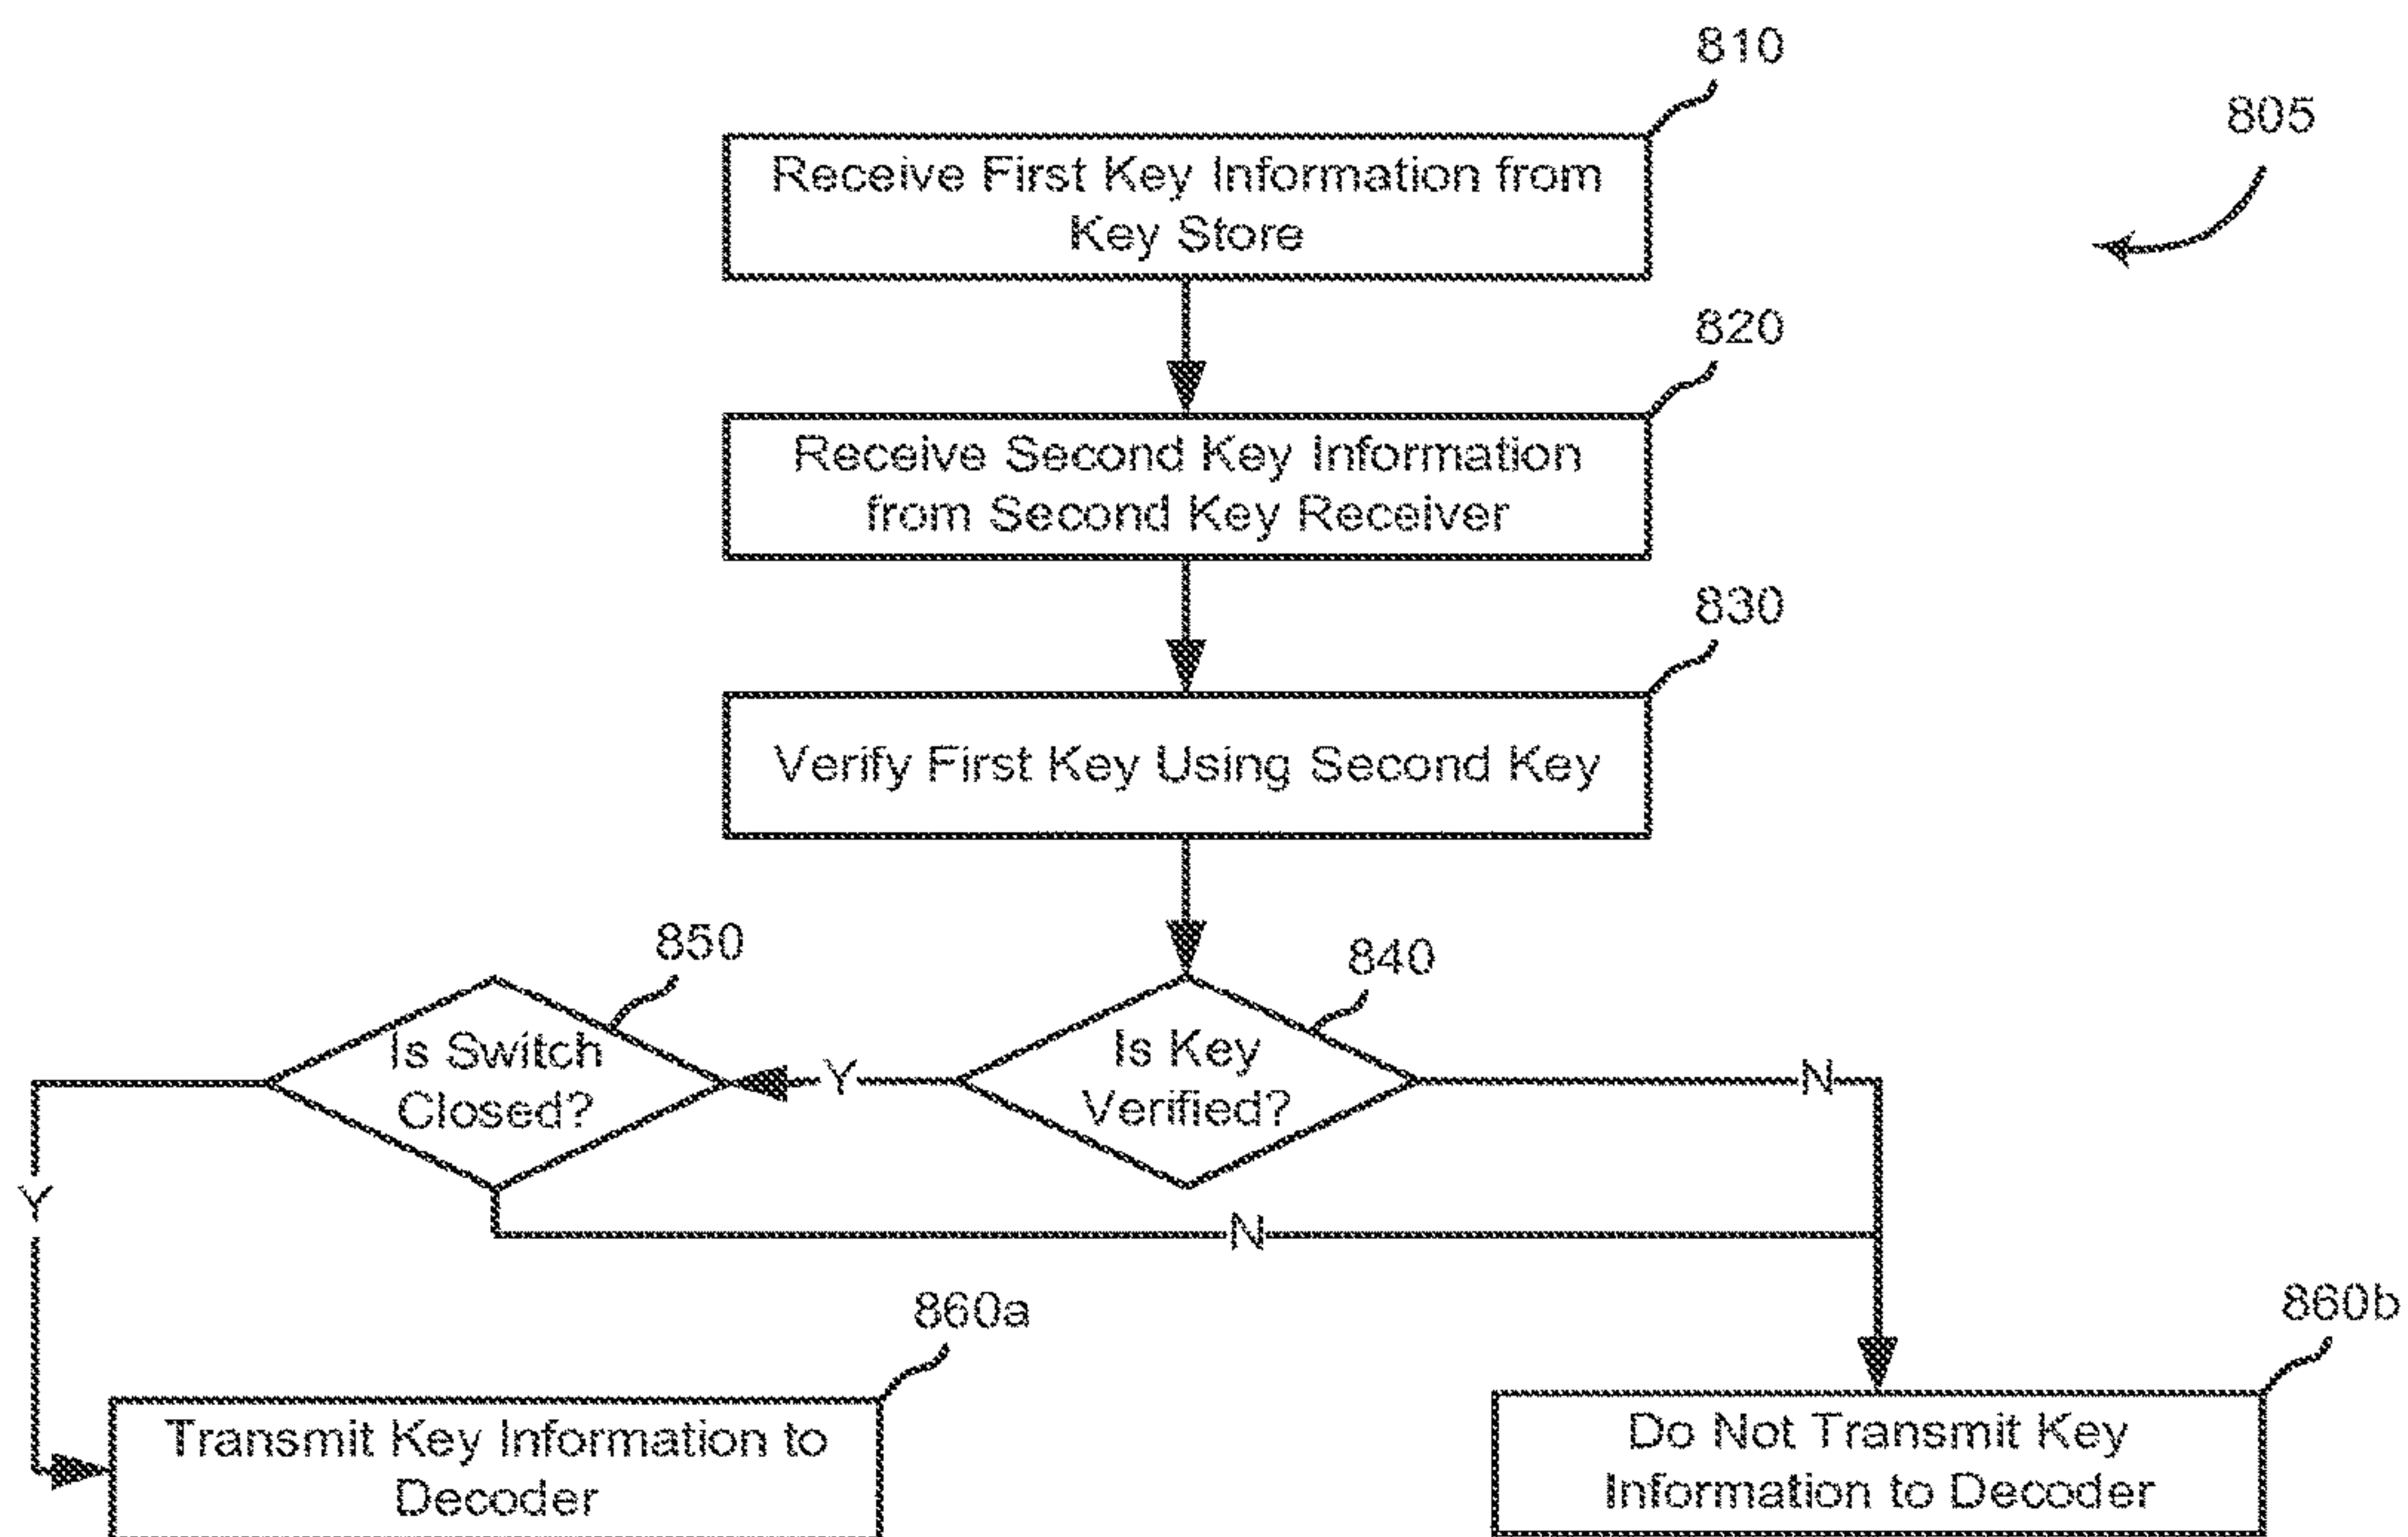 810
805
Receive First Key Information from
Key Store
820
Receive Second Key Information
from Second Key Receiver
830
Verify First Key Using Second Key
850
840
Is Switch
Closed?
Y
Is Key
Verified?
N
Y
N
860a
860b
Transmit Key Information to
Decoder
Do Not Transmit Key
Information to Decoder